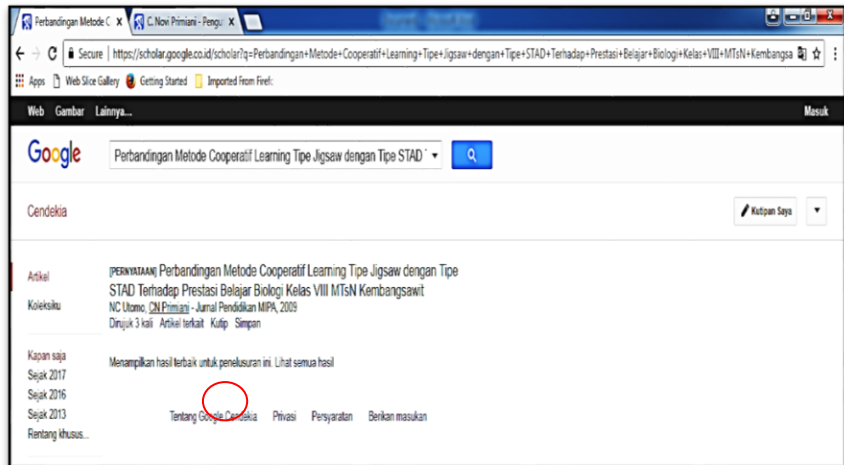 Perbandingan Metode C
C. Novi Primiani - Pengu
Secure | https://scholar.google.co.id/scholar?q=Perbandingan+Metode+Cooperatif+Learning+Tipe+Jigsaw+dengan+Tipe+STAD+Terhadap+Prestasi+Belajar+Biologi+Kelas+VIII+MTsN+Kembangsa
Apps Web Slice Gallery Getting Started Imported From Firef
Web Gambar Lainnya... Masuk
Google
Perbandingan Metode Cooperatif Learning Tipe Jigsaw dengan Tipe STAD
Cendekia
Kutipan Saya
Artikel
Koleksiku
Kapan saja
Sejak 2017
Sejak 2016
Sejak 2013
Rentang khusus...
[PERNYATAAN] Perbandingan Metode Cooperatif Learning Tipe Jigsaw dengan Tipe
STAD Terhadap Prestasi Belajar Biologi Kelas VIII MTsN Kembangsawit
NC Utomo, CN Primiani - Jurnal Pendidikan MIPA, 2009
Dirujuk 3 kali Artikel terkait Kutip Simpan
Menampilkan hasil terbaik untuk penelusuran ini. Lihat semua hasil
Tentang Google Cendekia Privasi Persyaratan Berikan masukan